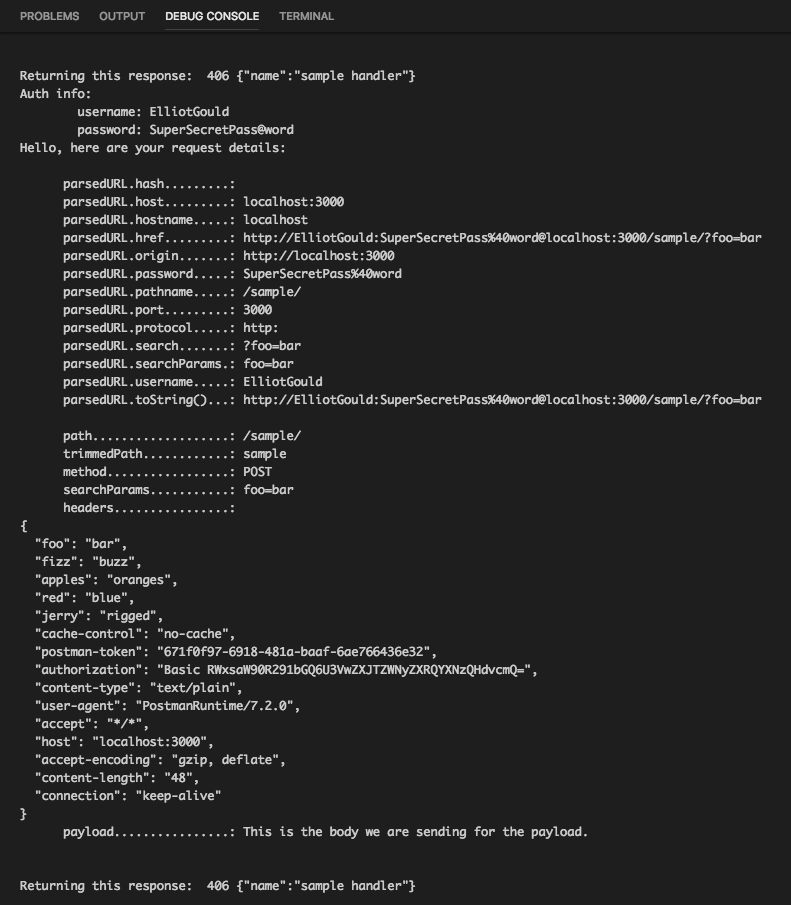 PROBLEMS OUTPUT DEBUG CONSOLE TERMINAL
Returning this response:  406 {"name":"sample handler"}
Auth info:
        username: ElliotGould
        password: SuperSecretPass@word
Hello, here are your request details:
      parsedURL.hash.........:
      parsedURL.host.........: localhost:3000
      parsedURL.hostname.....: localhost
      parsedURL.href.........: http://ElliotGould:SuperSecretPass%40word@localhost:3000/sample/?foo=bar
      parsedURL.origin.......: http://localhost:3000
      parsedURL.password.....: SuperSecretPass%40word
      parsedURL.pathname.....: /sample/
      parsedURL.port.........: 3000
      parsedURL.protocol.....: http:
      parsedURL.search.......: ?foo=bar
      parsedURL.searchParams.: foo=bar
      parsedURL.username.....: ElliotGould
      parsedURL.toString()...: http://ElliotGould:SuperSecretPass%40word@localhost:3000/sample/?foo=bar
      path...................: /sample/
      trimmedPath............: sample
      method.................: POST
      searchParams...........: foo=bar
      headers................:
{
  "foo": "bar",
  "fizz": "buzz",
  "apples": "oranges",
  "red": "blue",
  "jerry": "rigged",
  "cache-control": "no-cache",
  "postman-token": "671f0f97-6918-481a-baaf-6ae766436e32",
  "authorization": "Basic RWxsaW90R291bGQ6U3VwZXJTZWNyZXRQYXNzQHdvcmQ=",
  "content-type": "text/plain",
  "user-agent": "PostmanRuntime/7.2.0",
  "accept": "*/*",
  "host": "localhost:3000",
  "accept-encoding": "gzip, deflate",
  "content-length": "48",
  "connection": "keep-alive"
}
      payload................: This is the body we are sending for the payload.
Returning this response:  406 {"name":"sample handler"}